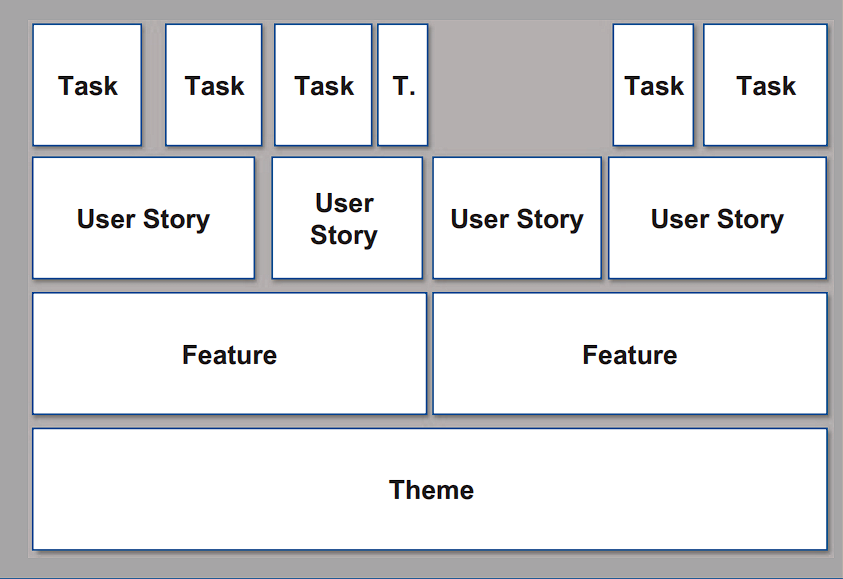 Task Task Task T. Task Task
User Story User Story User Story User Story
Feature Feature
Theme